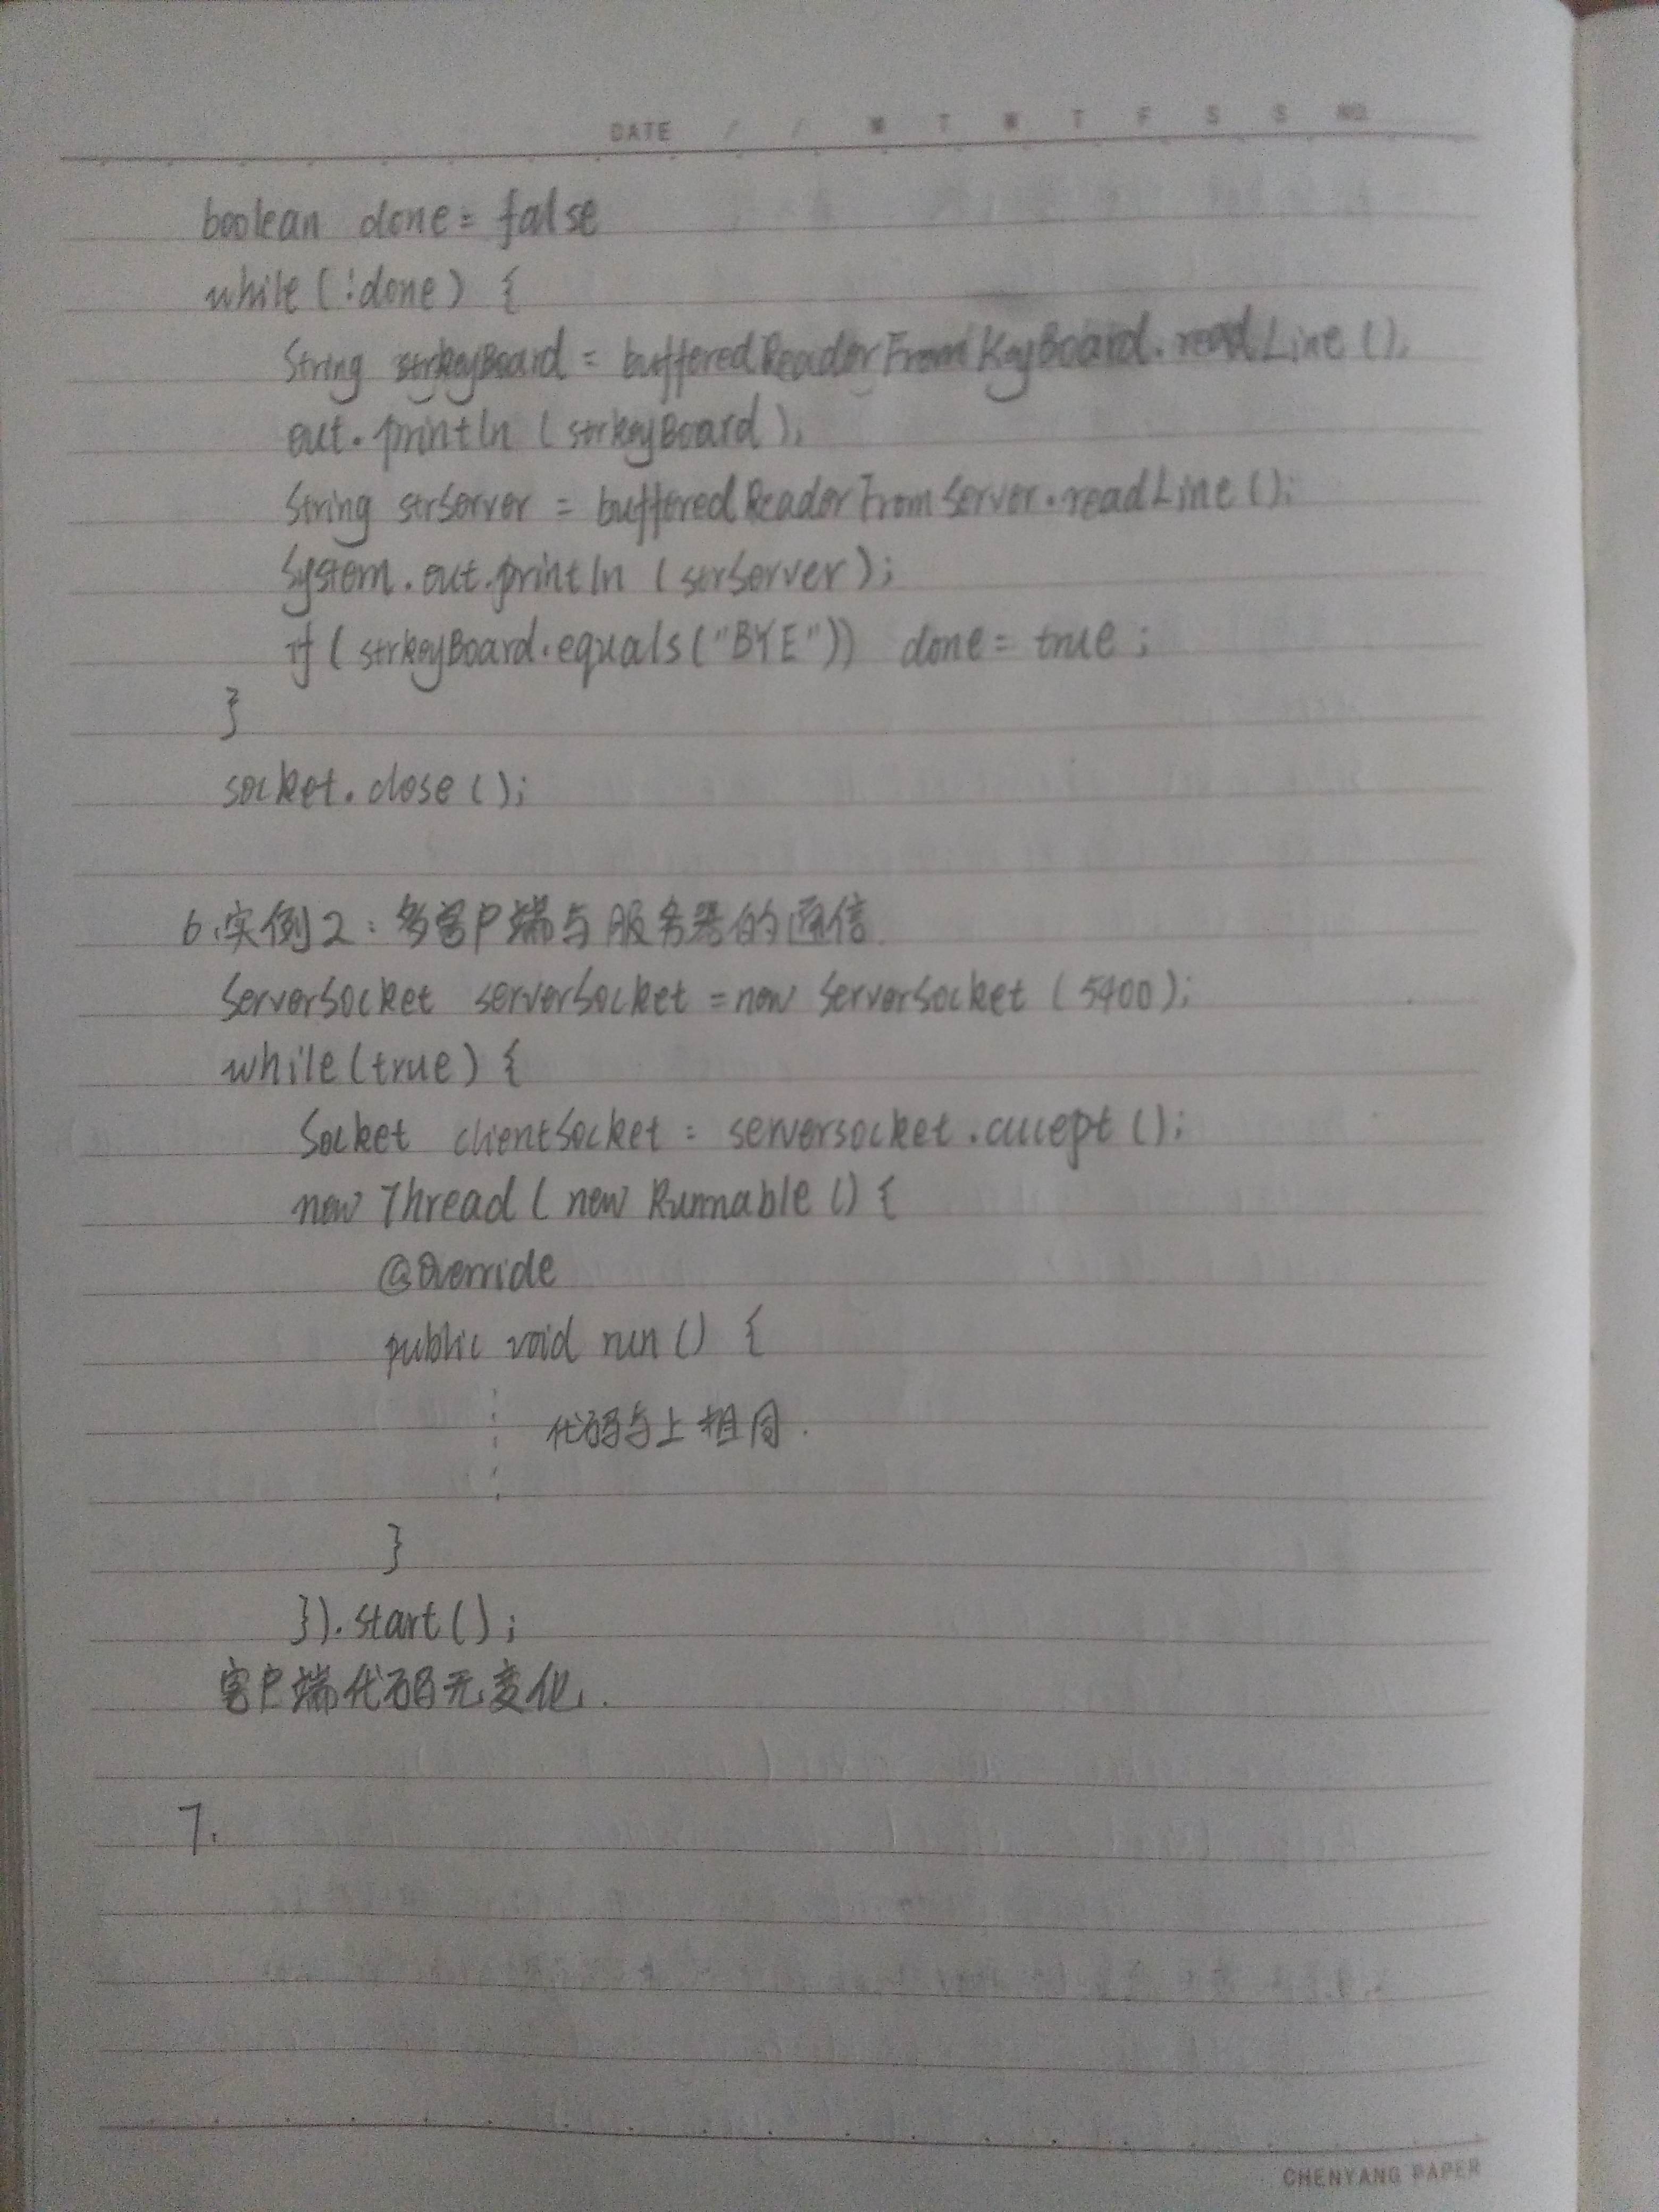 DATE / / M T W T F S S NO.
boolean done = false
while (!done) {
String strkeyBoard = bufferedReaderFromKeyBoard.readLine();
out.println (strkeyBoard);
String strServer = bufferedReaderFromServer.readLine();
System.out.println (strServer);
if (strkeyBoard.equals("BYE")) done = true;
}
socket.close();
6.实例2:多客户端与服务器的通信
ServerSocket serverSocket = new ServerSocket (5400);
while(true) {
Socket clientSocket = serversocket.accept();
new Thread ( new Runnable () {
@Override
public void run () {
代码与上相同.
}
}).start();
客户端代码无变化.
7.
CHENYANG PAPER